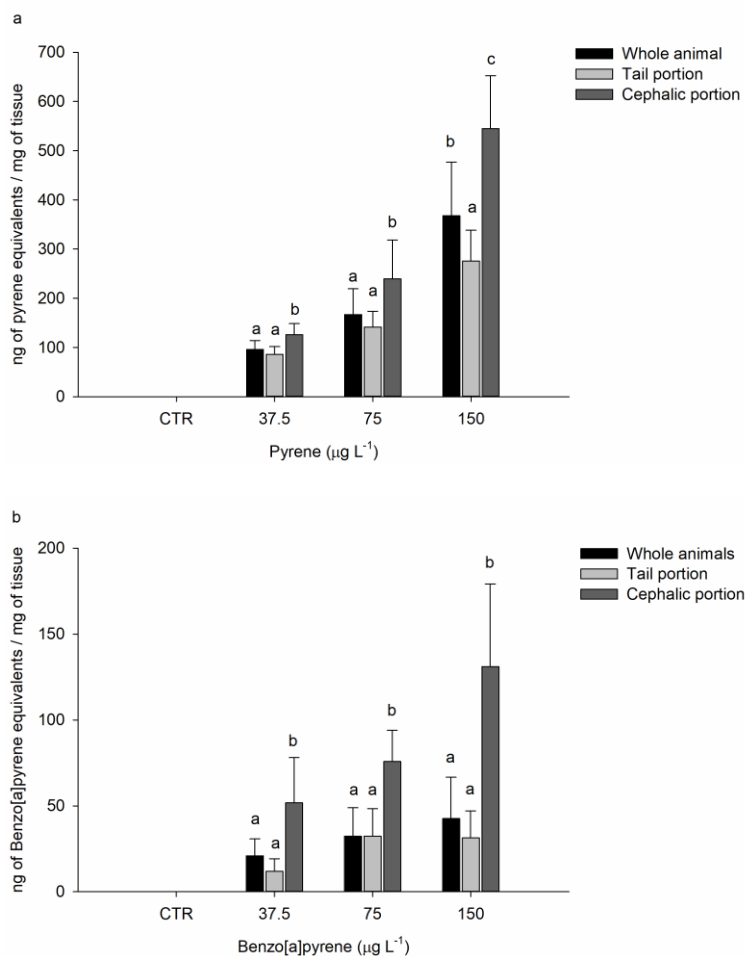 a
700
600
500
400
300
200
100
0
ng of pyrene equivalents / mg of tissue
Whole animal
Tail portion
Cephalic portion
a a b
a a b
b a c
CTR 37.5 75 150
Pyrene (µg L-1)
b
200
150
100
50
0
ng of Benzo[a]pyrene equivalents / mg of tissue
Whole animals
Tail portion
Cephalic portion
a a b
a a b
a a b
CTR 37.5 75 150
Benzo[a]pyrene (µg L-1)